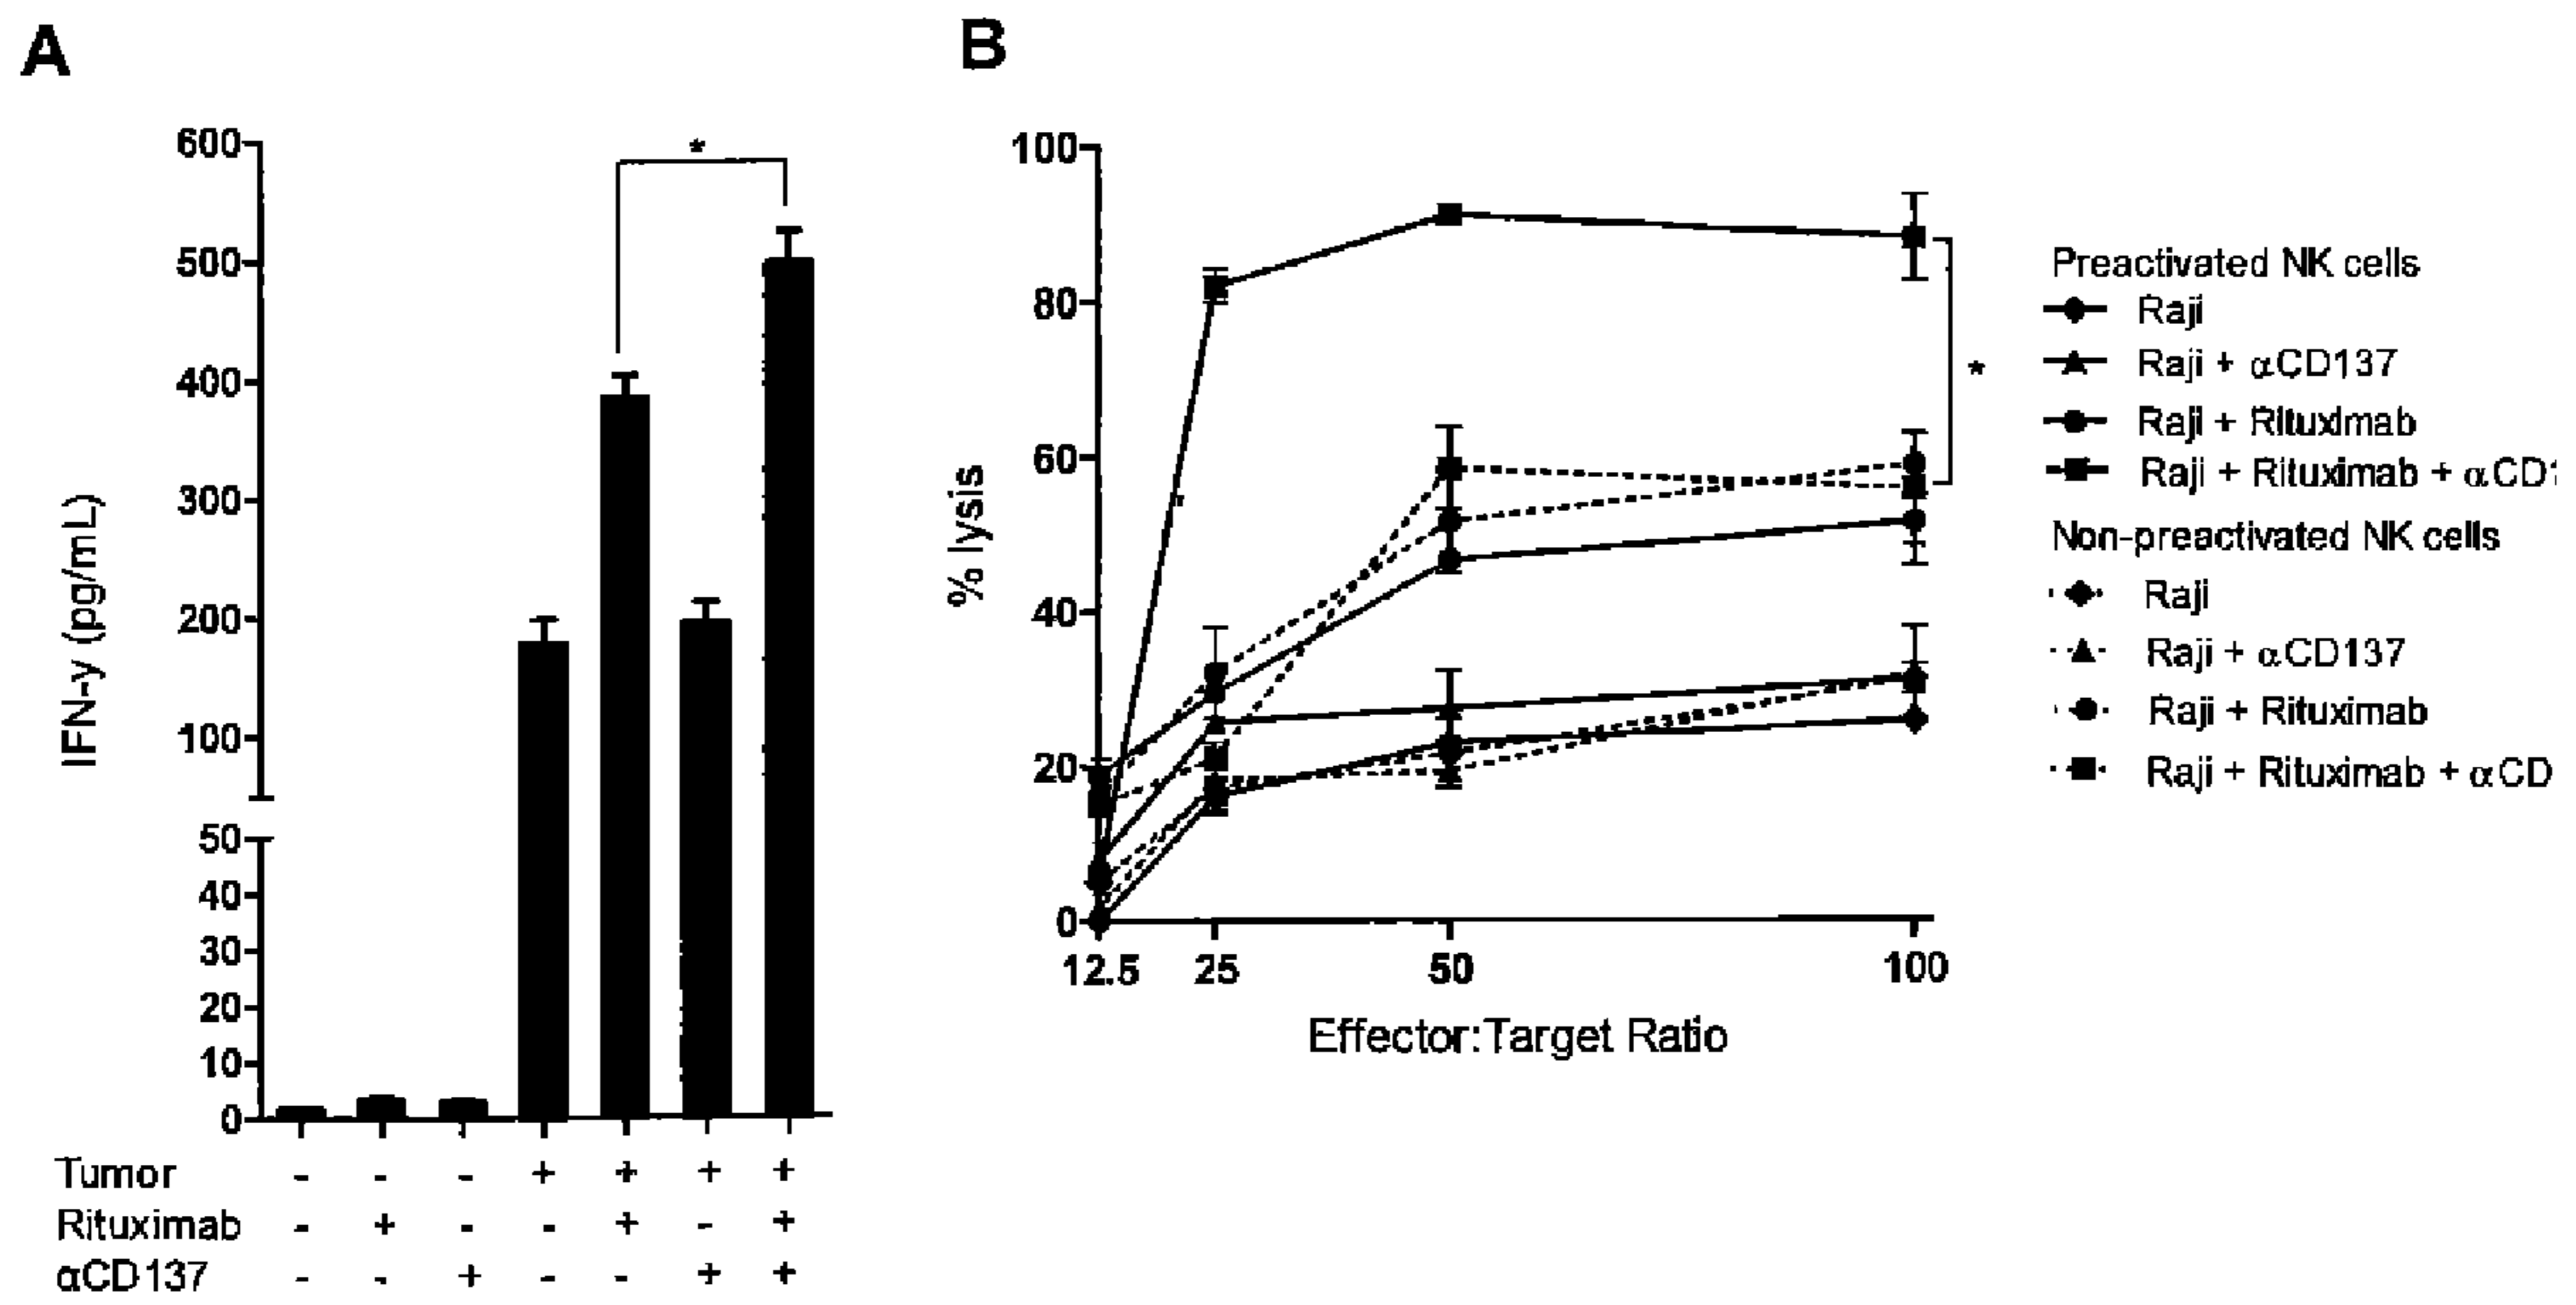 A
600
500
400
300
200
100
50
40
30
20
10
0
IFN-y (pg/mL)
*
Tumor - - - + + + +
Rituximab - + - - + - +
αCD137 - - + - - + +
B
100
80
60
40
20
0
% lysis
12.5 25 50 100
Effector:Target Ratio
*
Preactivated NK cells
Raji
Raji + αCD137
Raji + Rituximab
Raji + Rituximab + αCD
Non-preactivated NK cells
Raji
Raji + αCD137
Raji + Rituximab
Raji + Rituximab + αCD